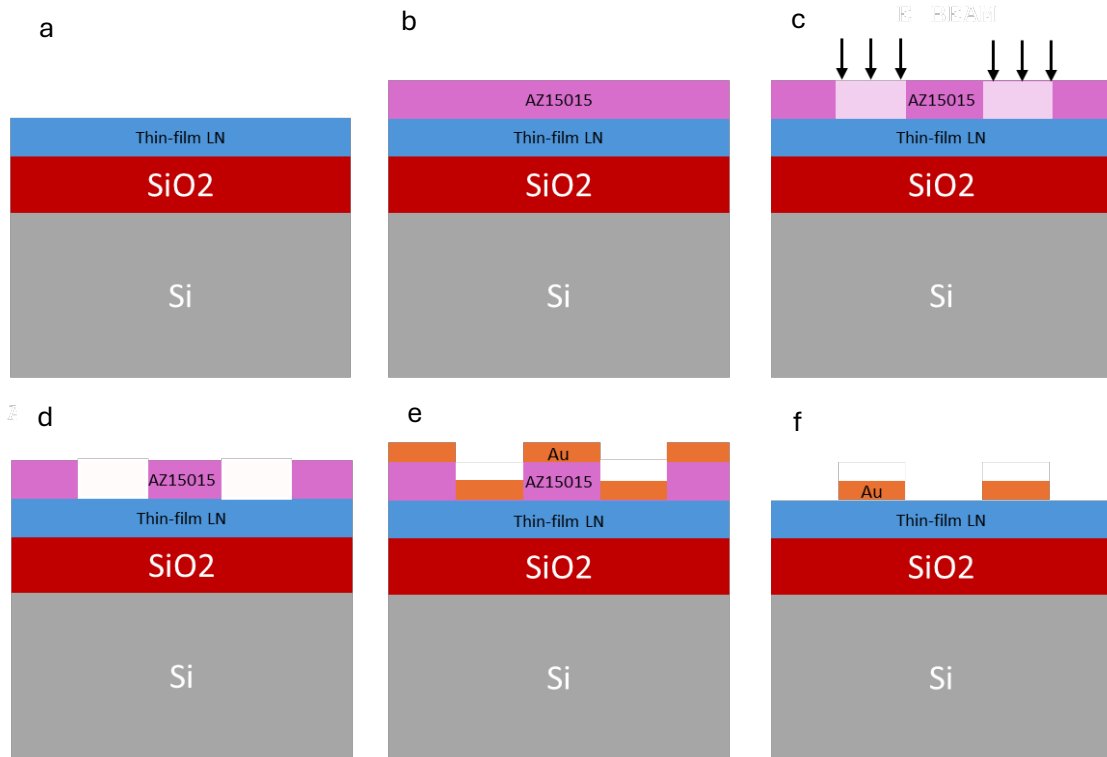 a
b
c
E BEAM
AZ15015
AZ15015
Thin-film LN
Thin-film LN
Thin-film LN
SiO2
SiO2
SiO2
Si
Si
Si
d
e
f
Au
AZ15015
AZ15015
Au
Thin-film LN
Thin-film LN
Thin-film LN
SiO2
SiO2
SiO2
Si
Si
Si